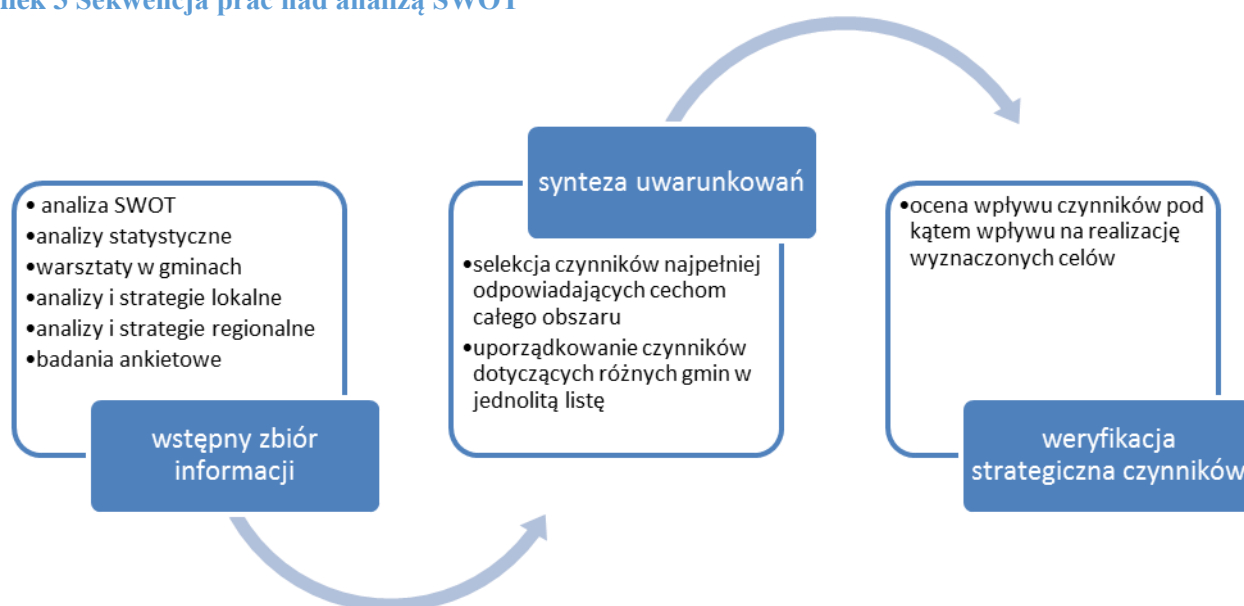 nek 5 Sekwencja prac nad analizą SWOT
• analiza SWOT
•analizy statystyczne
•warsztaty w gminach
•analizy i strategie lokalne
•analizy i strategie regionalne
•badania ankietowe
wstępny zbiór
informacji
synteza uwarunkowań
•selekcja czynników najpełniej
odpowiadających cechom
całego obszaru
•uporządkowanie czynników
dotyczących różnych gmin w
jednolitą listę
•ocena wpływu czynników pod
kątem wpływu na realizację
wyznaczonych celów
weryfikacja
strategiczna czynników